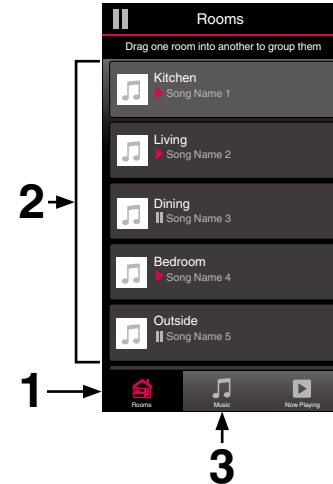 Rooms
Drag one room into another to group them
Kitchen
Song Name 1
Living
Song Name 2
2
Dining
Song Name 3
Bedroom
Song Name 4
Outside
Song Name 5
1
Rooms
Music
Now Playing
3